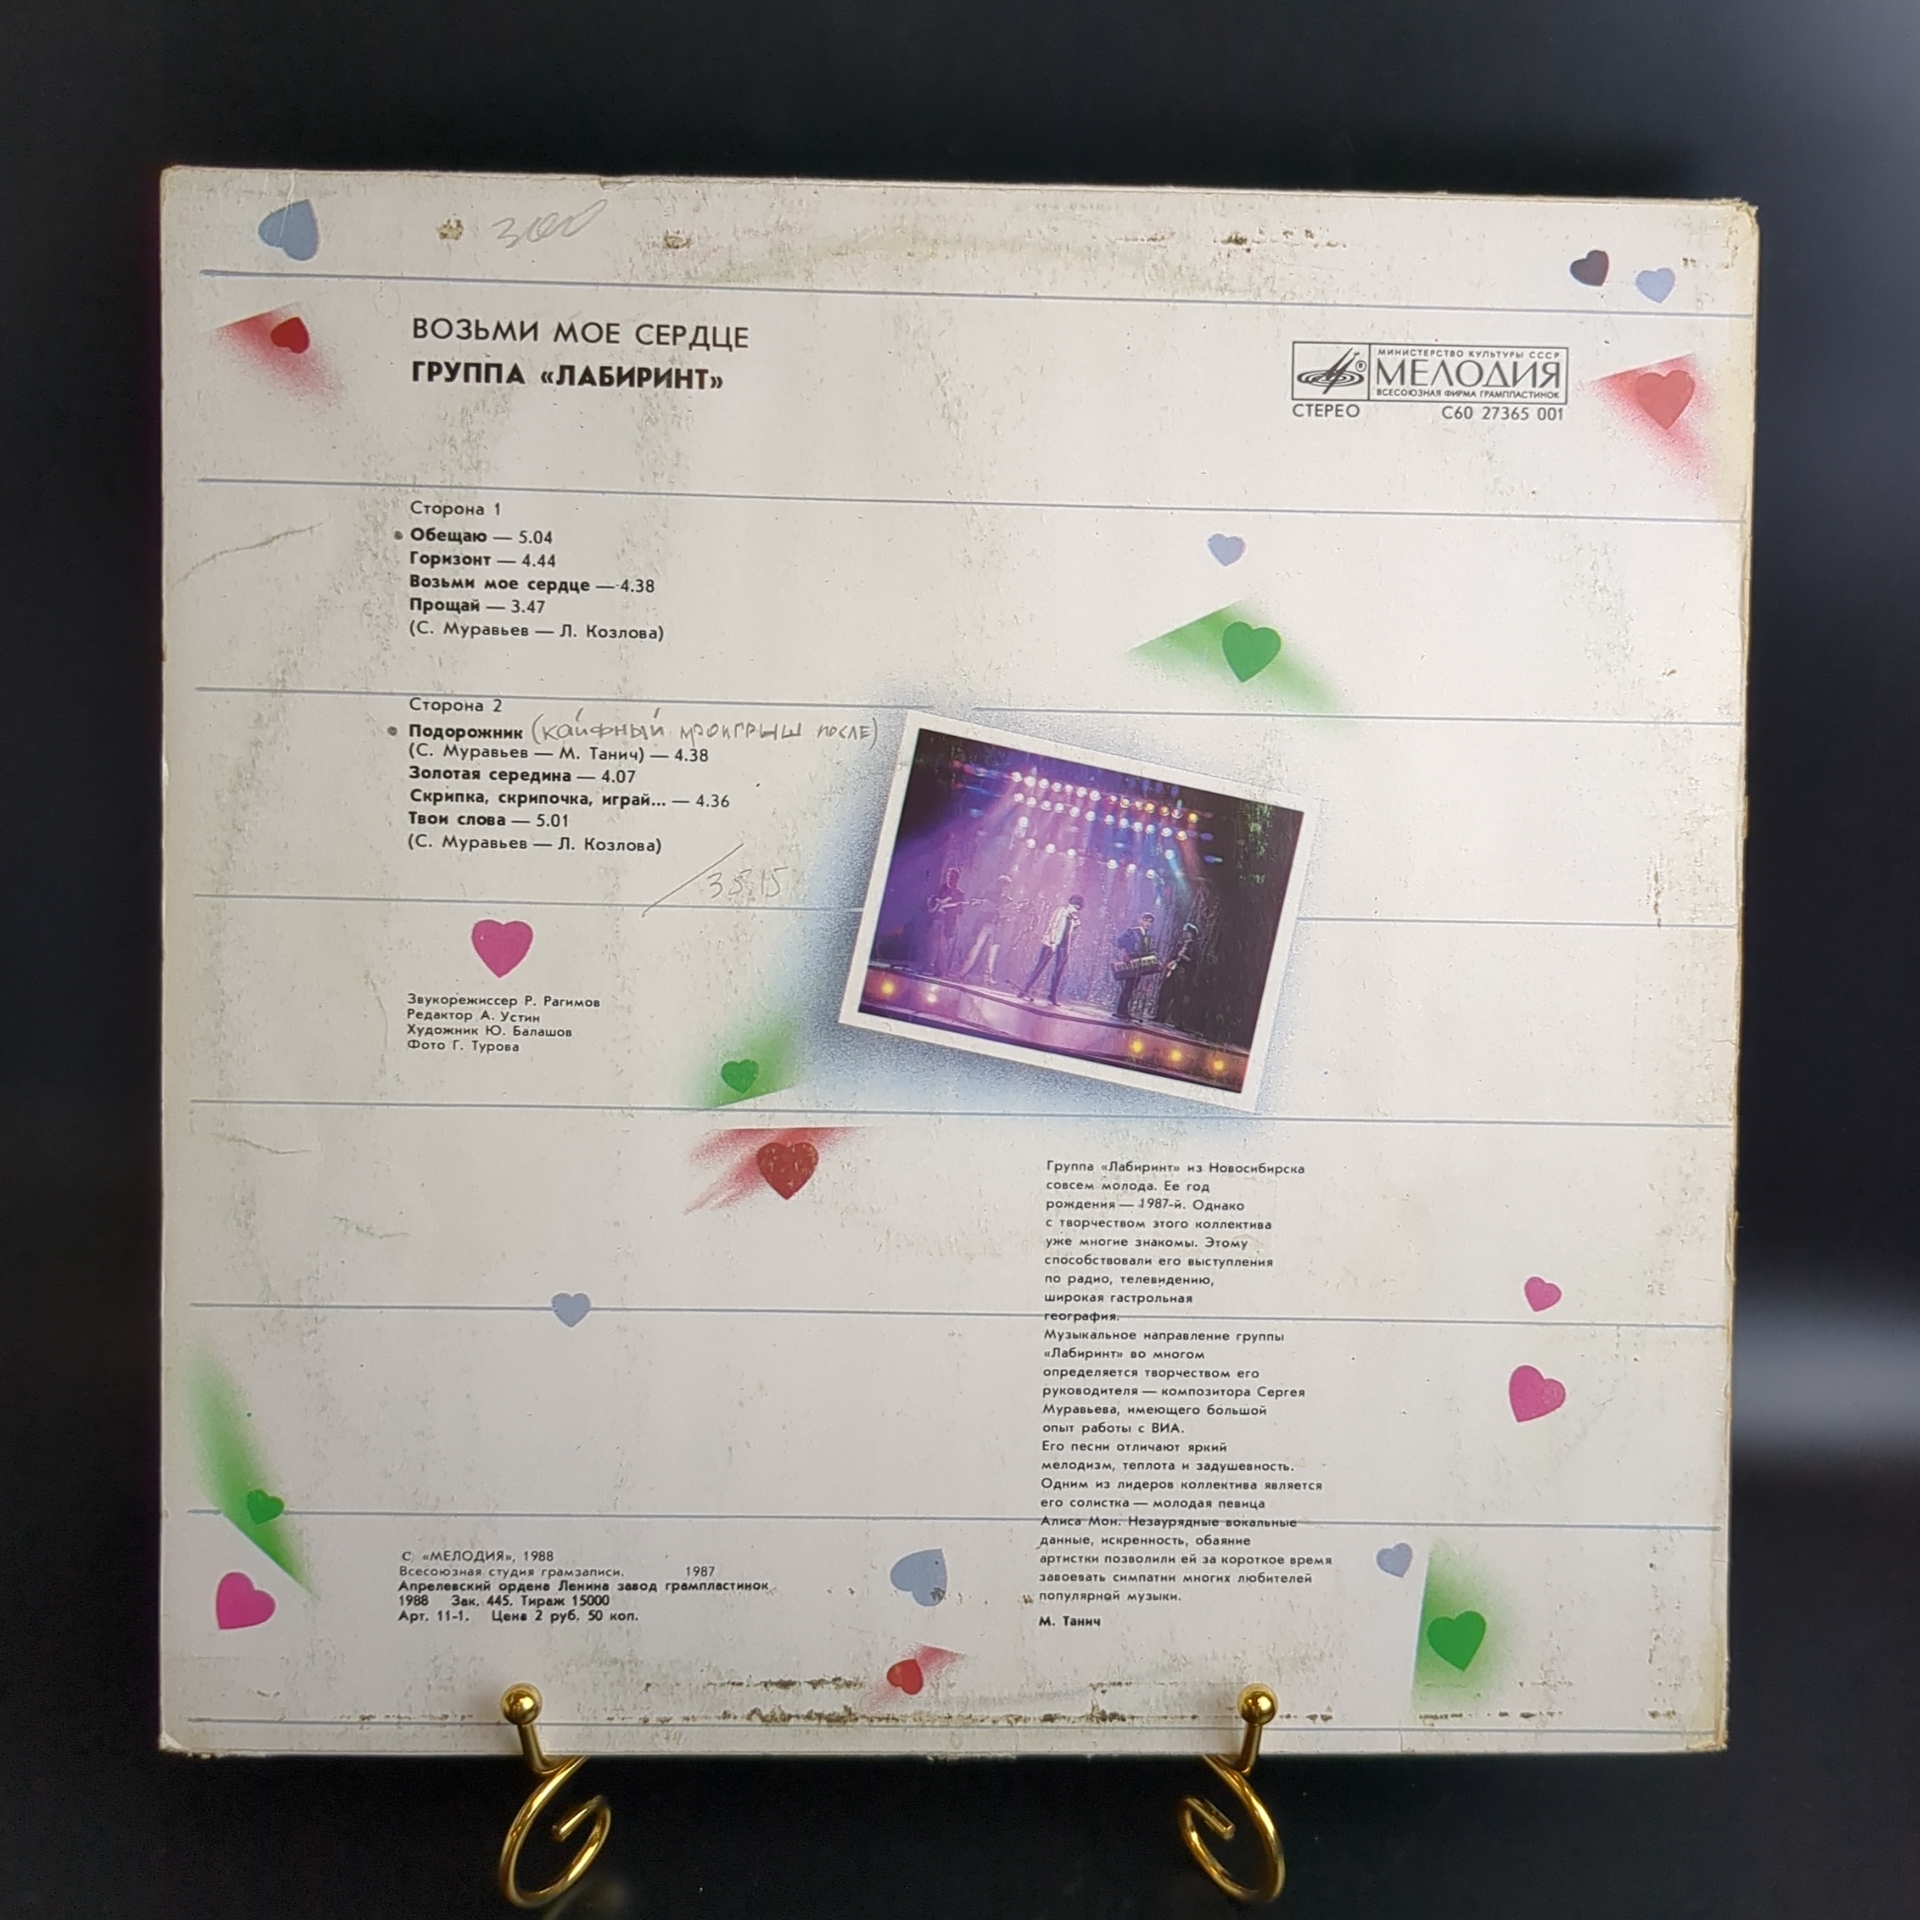 300
ВОЗЬМИ МОЕ СЕРДЦЕ
ГРУППА «ЛАБИРИНТ»
МИНИСТЕРСТВО КУЛЬТУРЫ СССР
МЕЛОДИЯ
ВСЕСОЮЗНАЯ ФИРМА ГРАМПЛАСТИНОК
СТЕРЕО С60 27365 001
Сторона 1
Обещаю — 5.04
Горизонт — 4.44
Возьми мое сердце — 4.38
Прощай — 3.47
(С. Муравьев — Л. Козлова)
Сторона 2
Подорожник (кайфный проигрыш после)
(С. Муравьев — М. Танич) — 4.38
Золотая середина — 4.07
Скрипка, скрипочка, играй... — 4.36
Твои слова — 5.01
(С. Муравьев — Л. Козлова)
Звукорежиссер Р. Рагимов
Редактор А. Устин
Художник Ю. Балашов
Фото Г. Турова
Группа «Лабиринт» из Новосибирска
совсем молода. Ее год
рождения — 1987-й. Однако
с творчеством этого коллектива
уже многие знакомы. Этому
способствовали его выступления
по радио, телевидению,
широкая гастрольная
география.
Музыкальное направление группы
«Лабиринт» во многом
определяется творчеством его
руководителя — композитора Сергея
Муравьева, имеющего большой
опыт работы с ВИА.
Его песни отличают яркий
мелодизм, теплота и задушевность.
Одним из лидеров коллектива является
его солистка — молодая певица
Алиса Мон. Незаурядные вокальные
данные, искренность, обаяние
артистки позволили ей за короткое время
завоевать симпатии многих любителей
популярной музыки.
М. Танич
С «МЕЛОДИЯ», 1988
Всесоюзная студия грамзаписи. 1987
Апрелевский ордена Ленина завод грампластинок
1988 Зак. 445. Тираж 15000
Арт. 11-1. Цена 2 руб. 50 коп.